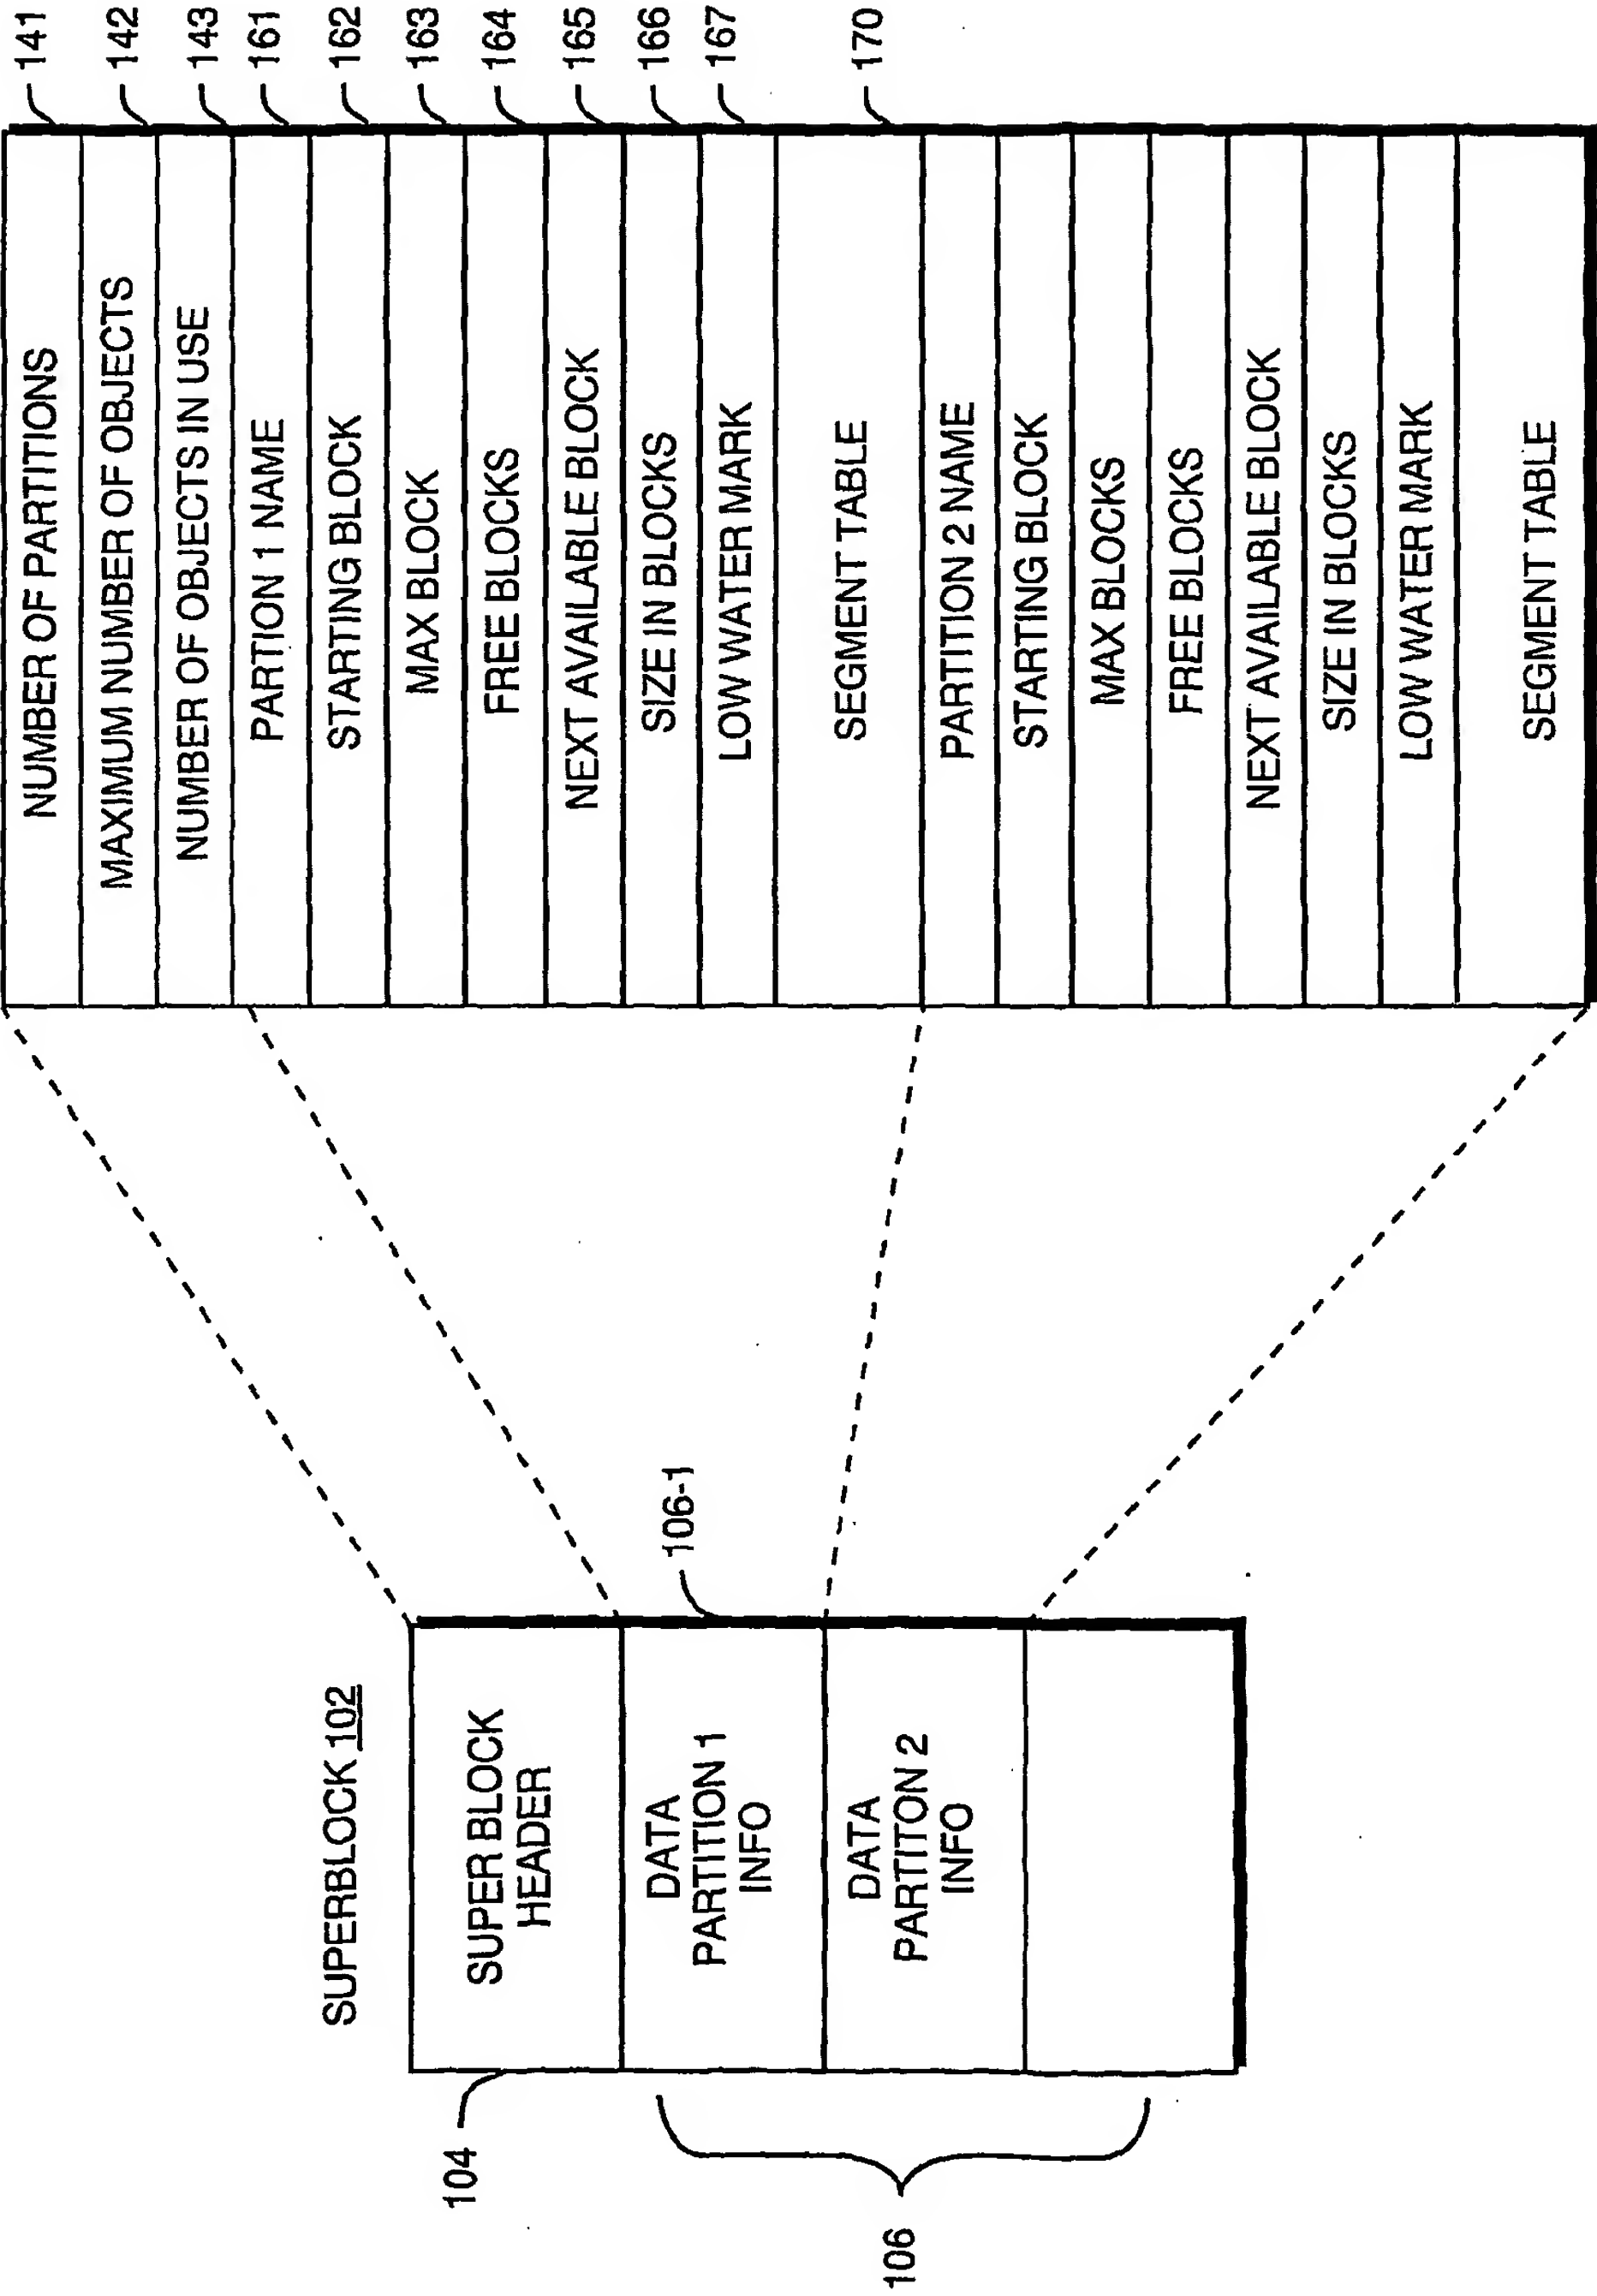 SUPERBLOCK 102
104
SUPER BLOCK
HEADER
DATA
PARTITION 1
INFO
DATA
PARTITON 2
INFO
106
106-1
NUMBER OF PARTITIONS
141
MAXIMUM NUMBER OF OBJECTS
142
NUMBER OF OBJECTS IN USE
143
PARTION 1 NAME
161
STARTING BLOCK
162
MAX BLOCK
163
FREE BLOCKS
164
NEXT AVAILABLE BLOCK
165
SIZE IN BLOCKS
166
LOW WATER MARK
167
SEGMENT TABLE
170
PARTITION 2 NAME
STARTING BLOCK
MAX BLOCKS
FREE BLOCKS
NEXT AVAILABLE BLOCK
SIZE IN BLOCKS
LOW WATER MARK
SEGMENT TABLE